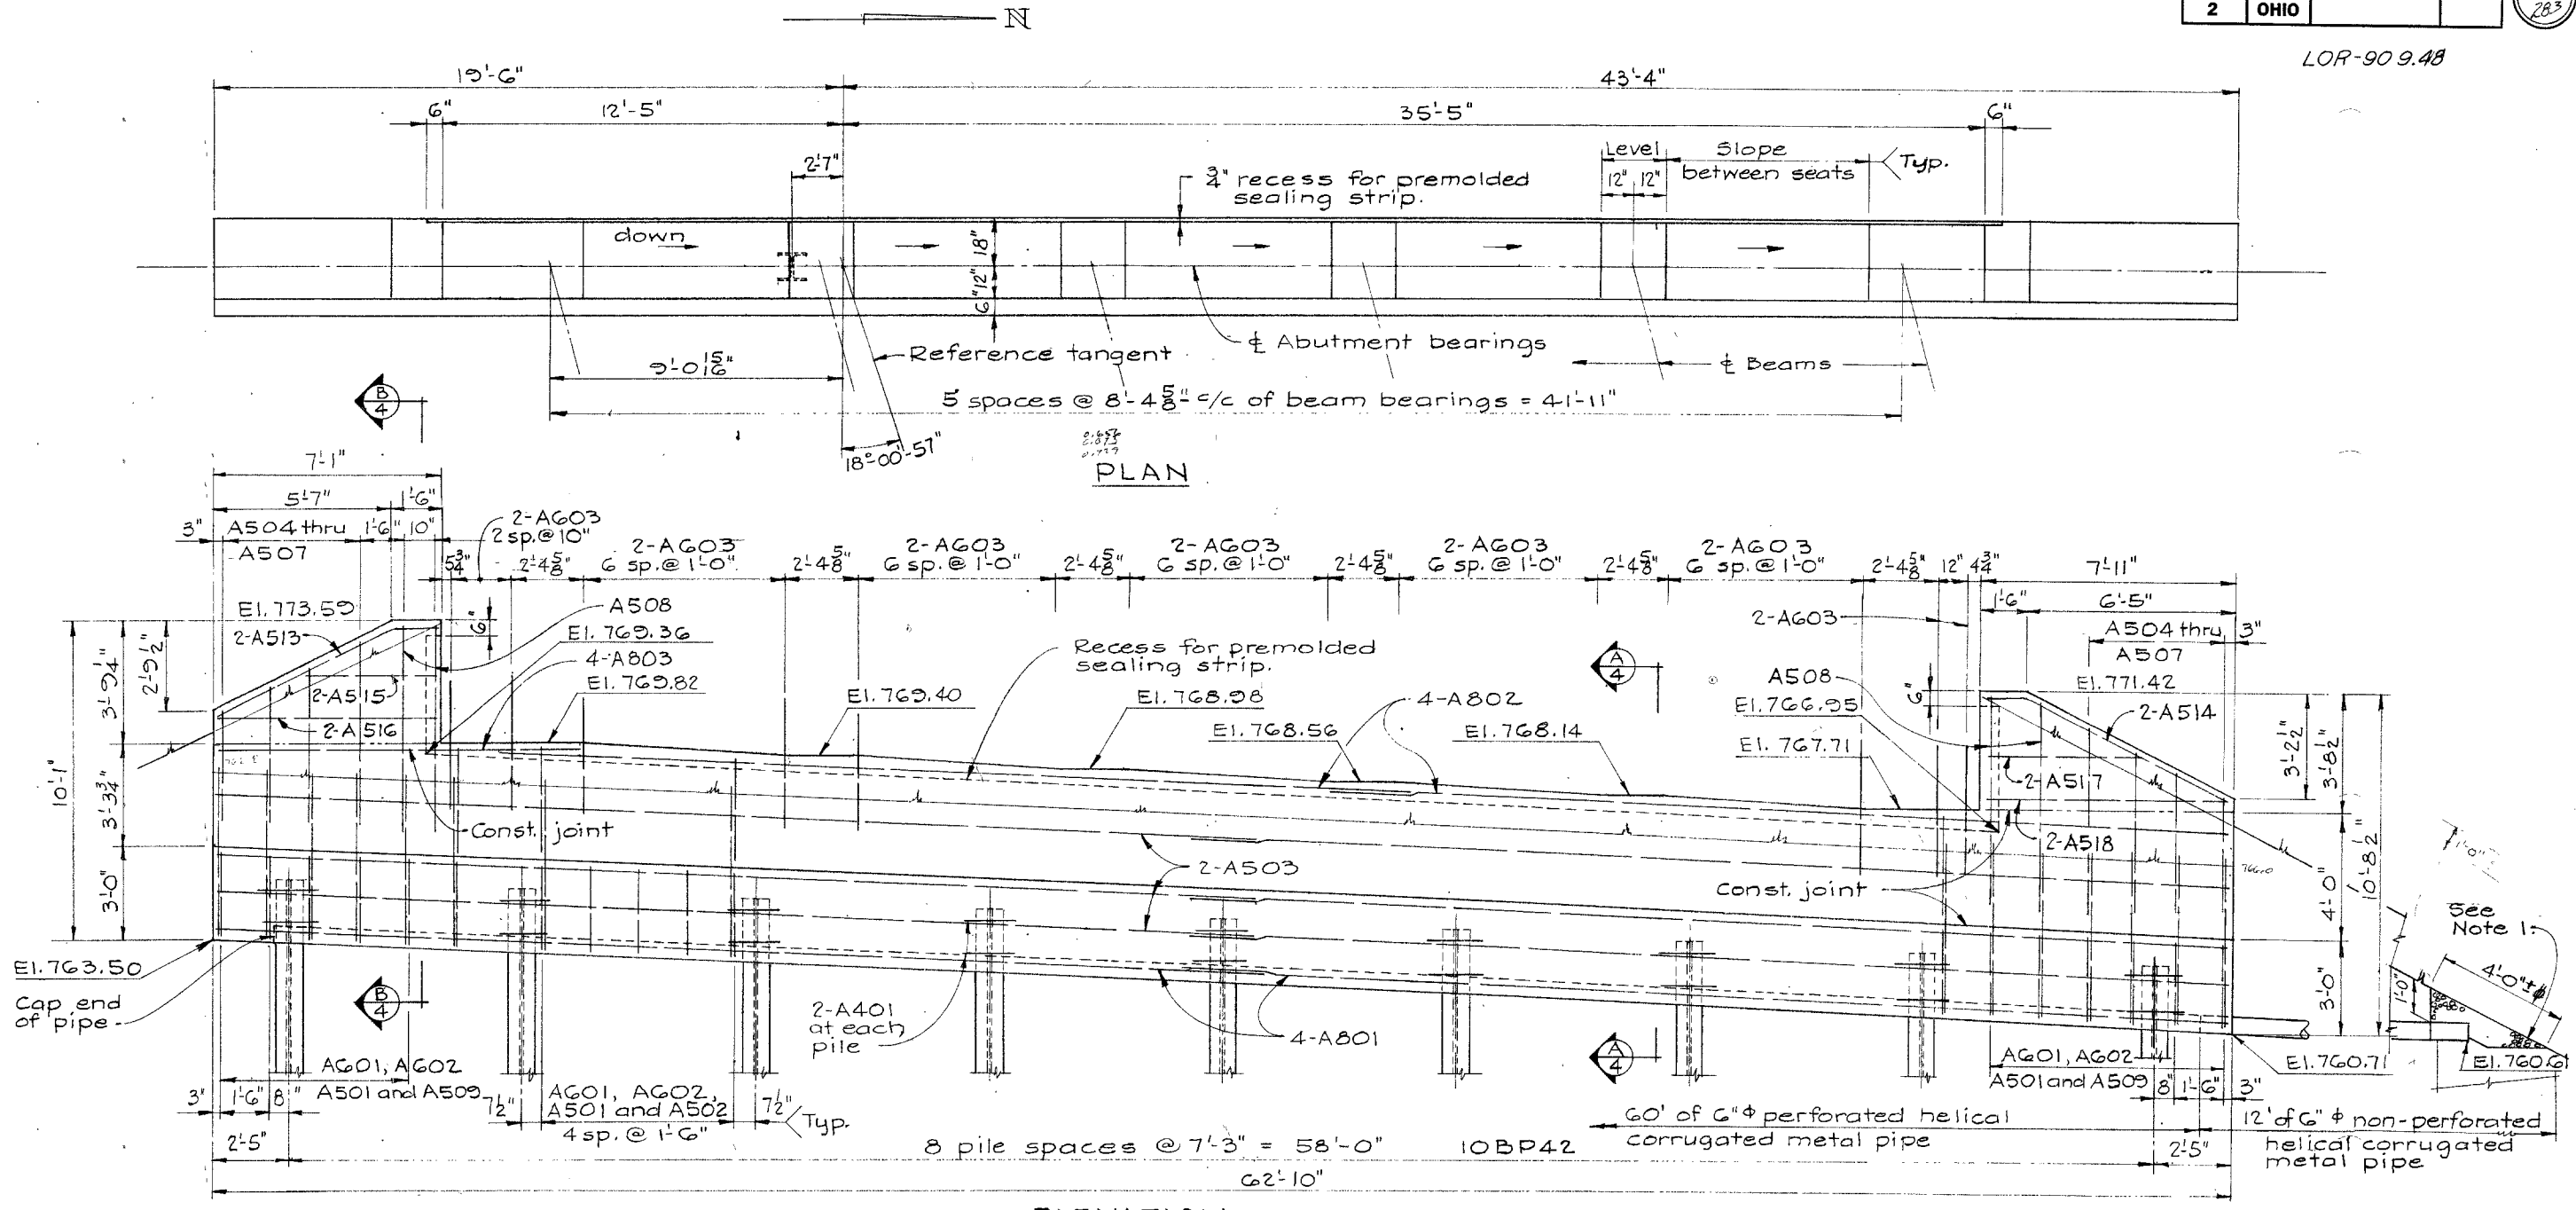 N
2 OHIO
283
LOR-90 9.48
19'-6"
43'-4"
6"
12'-5"
35'-5"
6"
2'-7"
3/4" recess for premolded
sealing strip.
Level
12" 12"
Slope
between seats
Typ.
down
18"
12"
6"
Reference tangent
℄ Abutment bearings
℄ Beams
9'-0 15/16"
5 spaces @ 8'-4 5/8" c/c of beam bearings = 41'-11"
18°-00'-57"
PLAN
B
4
7'-1"
5'-7"
1'-6"
3"
A504 thru
A507
1'-6"
10"
2-A603
2 sp. @ 10"
5 3/4"
2'-4 5/8"
2-A603
6 sp. @ 1'-0"
2'-4 5/8"
2-A603
6 sp. @ 1'-0"
2'-4 5/8"
2-A603
6 sp. @ 1'-0"
2'-4 5/8"
2-A603
6 sp. @ 1'-0"
2'-4 5/8"
2-A603
6 sp. @ 1'-0"
2'-4 5/8"
12"
4 3/4"
7'-11"
1'-6"
6'-5"
2-A603
A504 thru
A507
3"
El. 773.59
2-A513
A508
6"
El. 769.36
4-A803
El. 769.82
El. 769.40
Recess for premolded
sealing strip.
El. 768.98
El. 768.56
4-A802
El. 768.14
A
4
A508
El. 766.95
El. 767.71
6"
El. 771.42
2-A514
2-A515
2-A516
2-A517
2-A518
10'-1"
3'-9 1/4"
2'-9 1/2"
3'-3 3/4"
3'-0"
3'-2 1/2"
3'-8 1/2"
4'-0"
10'-8 1/2"
3'-0"
Const. joint
2-A503
Const. joint
766.0
1'-0"
See
Note 1.
4'-0"±
1'-0"
El. 763.50
Cap end
of pipe
B
4
2-A401
at each
pile
4-A801
A
4
El. 760.71
El. 760.61
A601, A602
A501 and A509
3"
1'-6"
8"
7 1/2"
A601, A602,
A501 and A502
4 sp. @ 1'-6"
7 1/2"
Typ.
A601, A602
A501 and A509
8"
1'-6"
3"
2'-5"
8 pile spaces @ 7'-3" = 58'-0"
10BP42
60' of 6"ϕ perforated helical
corrugated metal pipe
2'-5"
12' of 6" ϕ non-perforated
helical corrugated
metal pipe
62'-10"